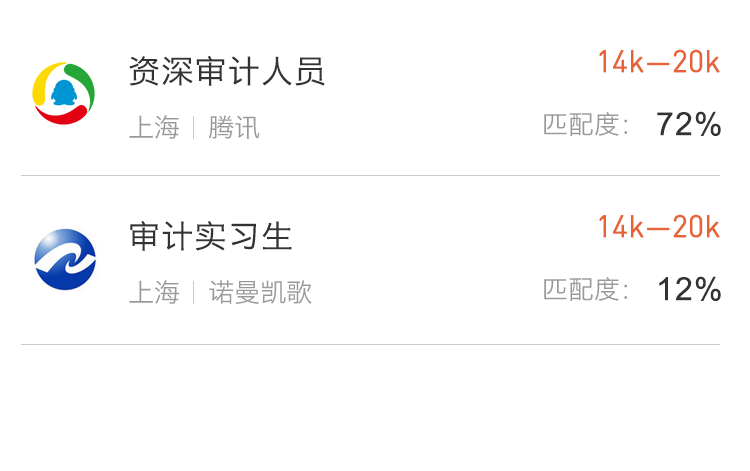 资深审计人员 14k—20k
上海 | 腾讯 匹配度： 72%
审计实习生 14k—20k
上海 | 诺曼凯歌 匹配度： 12%